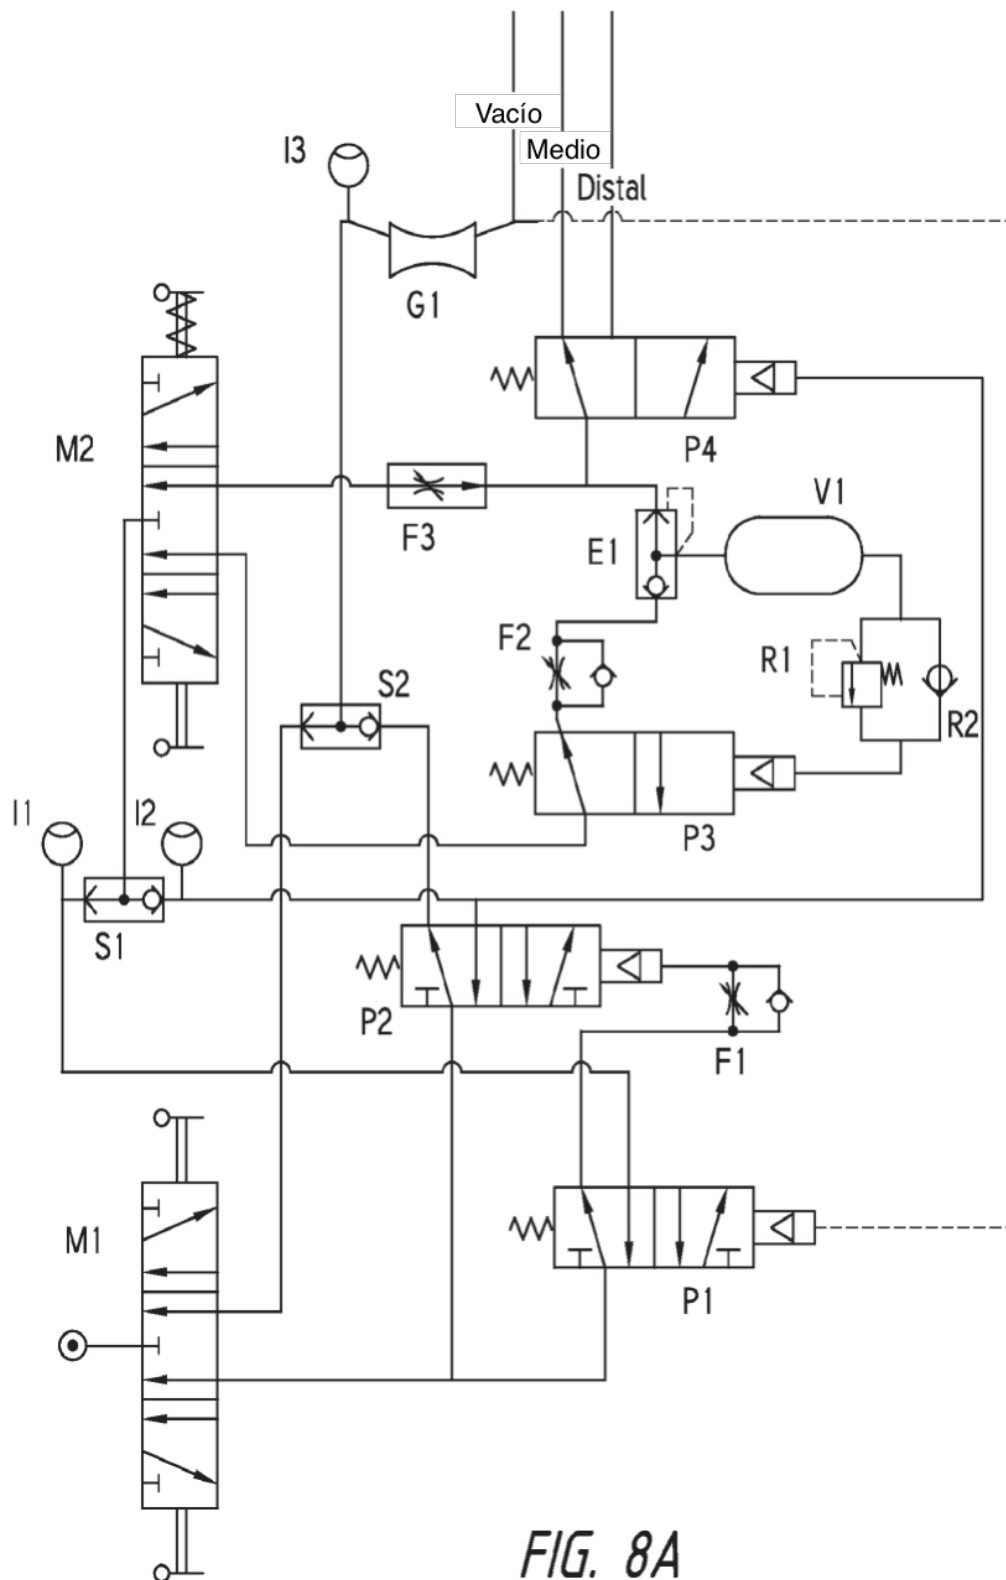 Vacío
Medio
I3
Distal
G1
M2
P4
V1
F3
E1
F2
R1
S2
R2
I1
I2
P3
S1
P2
F1
M1
P1
FIG. 8A